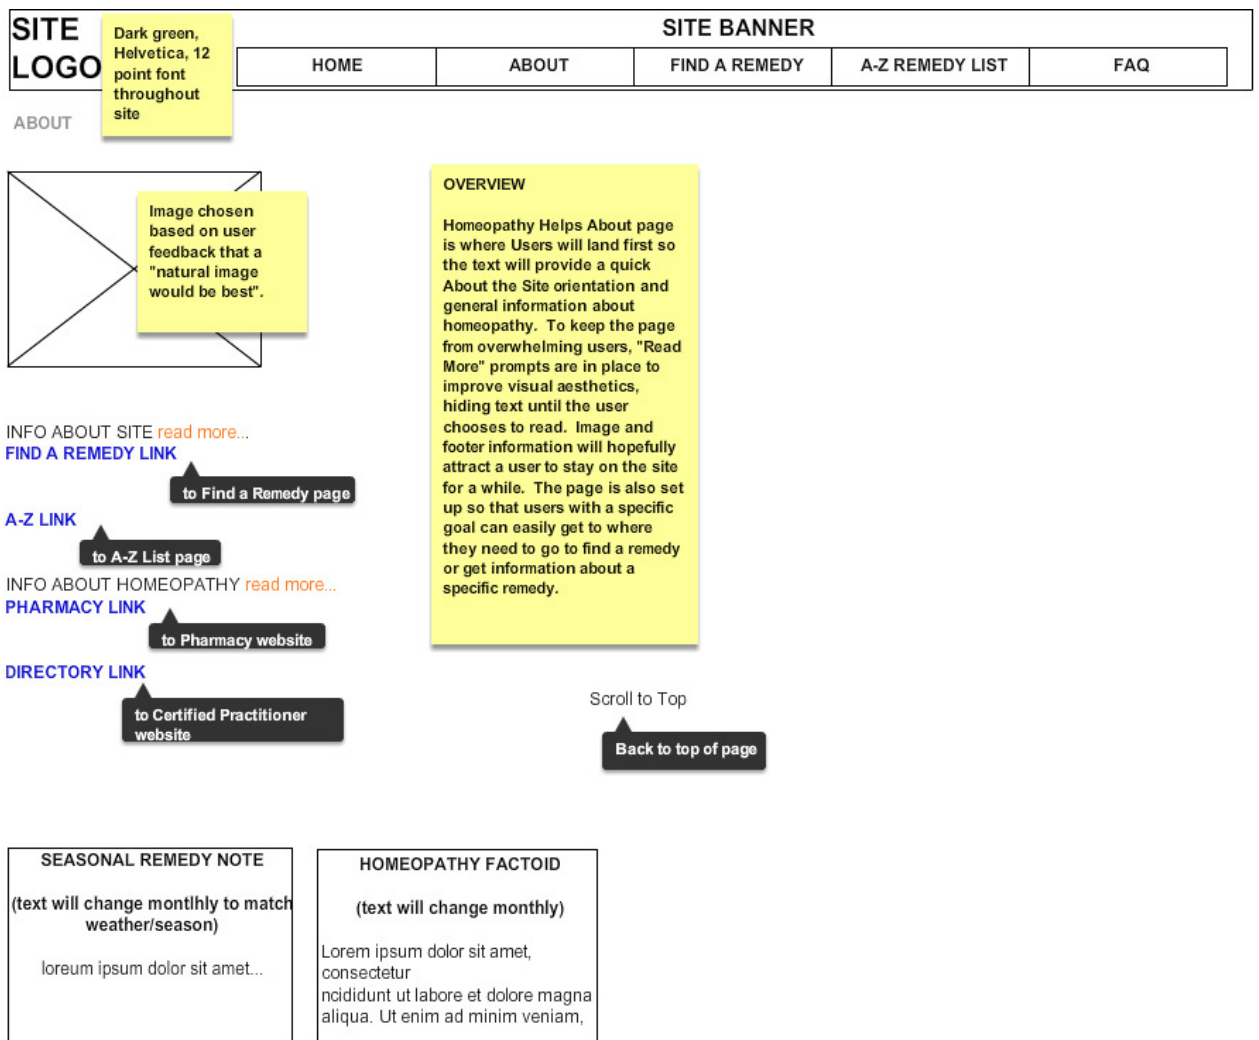 SITE
LOGO
Dark green,
Helvetica, 12
point font
throughout
site
SITE BANNER
HOME
ABOUT
FIND A REMEDY
A-Z REMEDY LIST
FAQ
ABOUT
Image chosen
based on user
feedback that a
"natural image
would be best".
OVERVIEW
Homeopathy Helps About page
is where Users will land first so
the text will provide a quick
About the Site orientation and
general information about
homeopathy. To keep the page
from overwhelming users, "Read
More" prompts are in place to
improve visual aesthetics,
hiding text until the user
chooses to read. Image and
footer information will hopefully
attract a user to stay on the site
for a while. The page is also set
up so that users with a specific
goal can easily get to where
they need to go to find a remedy
or get information about a
specific remedy.
INFO ABOUT SITE read more...
FIND A REMEDY LINK
to Find a Remedy page
A-Z LINK
to A-Z List page
INFO ABOUT HOMEOPATHY read more...
PHARMACY LINK
to Pharmacy website
DIRECTORY LINK
to Certified Practitioner
website
Scroll to Top
Back to top of page
SEASONAL REMEDY NOTE
(text will change montlhly to match
weather/season)
loreum ipsum dolor sit amet...
HOMEOPATHY FACTOID
(text will change monthly)
Lorem ipsum dolor sit amet,
consectetur
ncididunt ut labore et dolore magna
aliqua. Ut enim ad minim veniam,